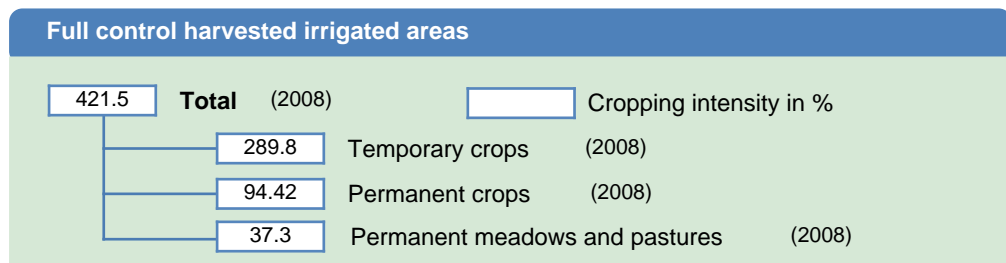 Full control harvested irrigated areas
421.5 Total (2008) Cropping intensity in %
289.8 Temporary crops (2008)
94.42 Permanent crops (2008)
37.3 Permanent meadows and pastures (2008)